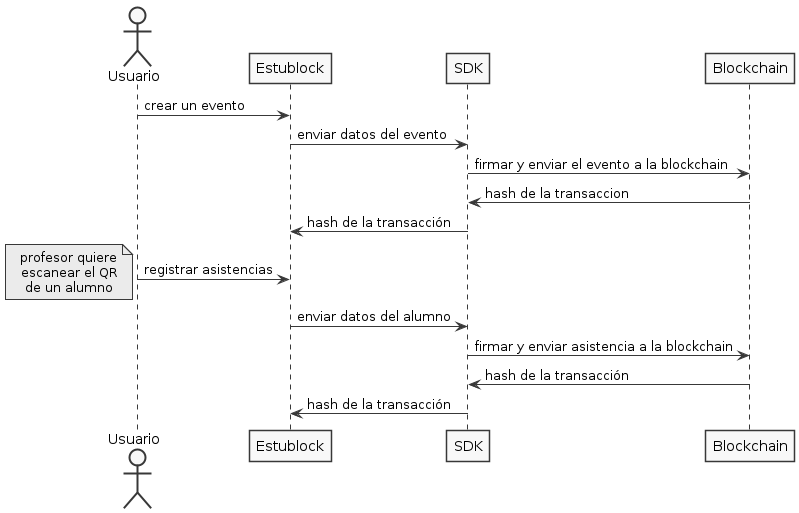 Usuario
Estublock
SDK
Blockchain
crear un evento
enviar datos del evento
firmar y enviar el evento a la blockchain
hash de la transaccion
hash de la transacción
profesor quiere
escanear el QR
de un alumno
registrar asistencias
enviar datos del alumno
firmar y enviar asistencia a la blockchain
hash de la transacción
hash de la transacción
Usuario
Estublock
SDK
Blockchain